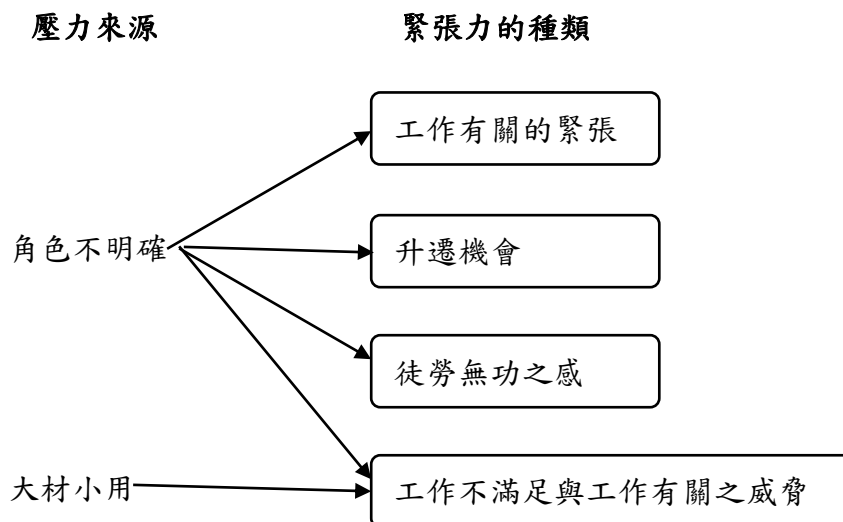 壓力來源 緊張力的種類
工作有關的緊張
角色不明確
升遷機會
徒勞無功之感
大材小用
工作不滿足與工作有關之威脅